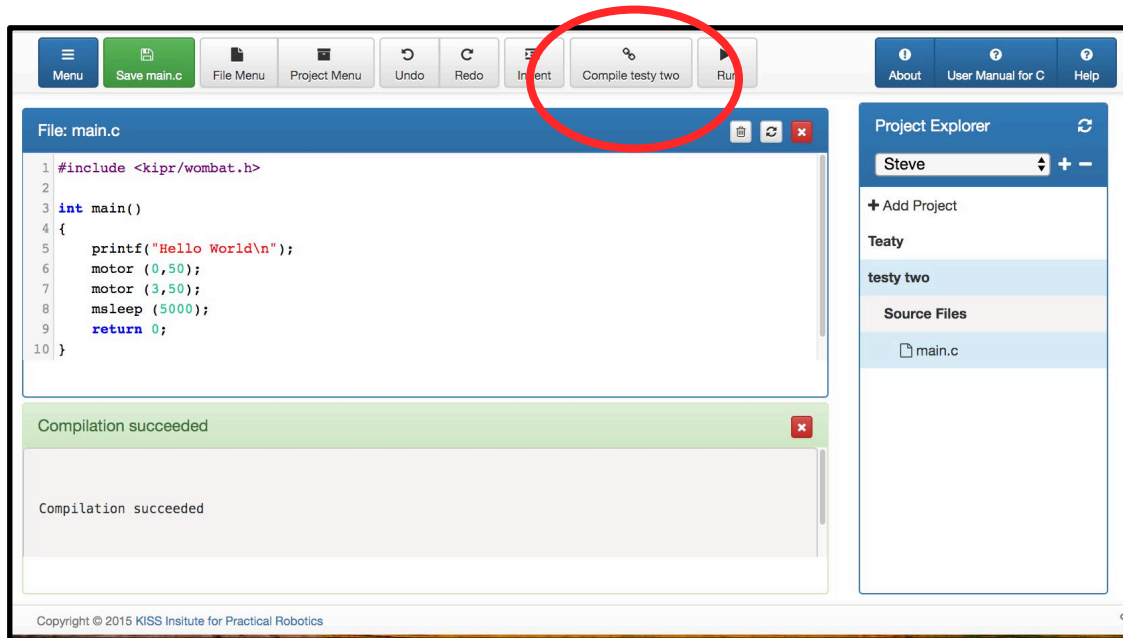 Menu
Save main.c
File Menu
Project Menu
Undo
Redo
Indent
Compile testy two
Run
About
User Manual for C
Help
File: main.c
1 #include <kipr/wombat.h>
2
3 int main()
4 {
5 printf("Hello World\n");
6 motor (0,50);
7 motor (3,50);
8 msleep (5000);
9 return 0;
10 }
Compilation succeeded
Compilation succeeded
Project Explorer
Steve
+ Add Project
Teaty
testy two
Source Files
main.c
Copyright © 2015 KISS Insitute for Practical Robotics